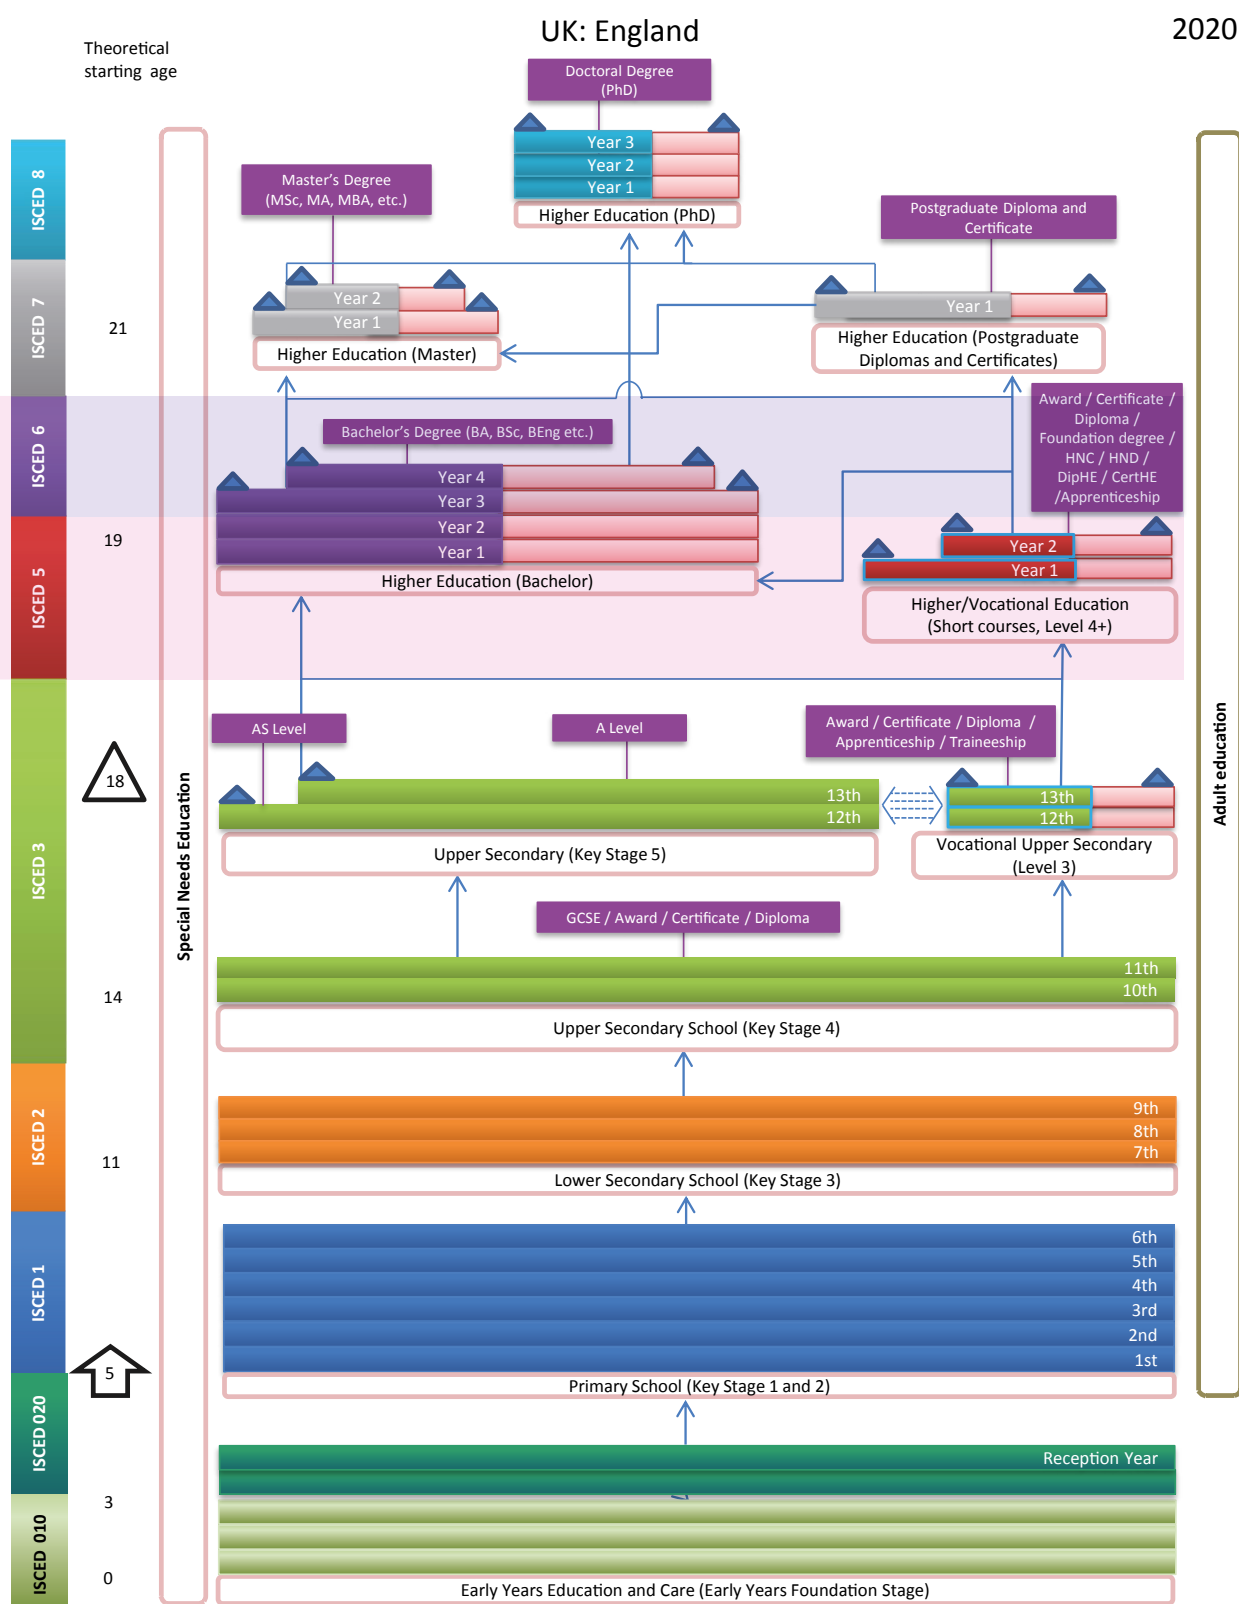 UK: England
2020
Theoretical
starting age
Doctoral Degree
(PhD)
Year 3
Year 2
Year 1
Higher Education (PhD)
ISCED 8
Master's Degree
(MSc, MA, MBA, etc.)
Postgraduate Diploma and
Certificate
ISCED 7
21
Year 2
Year 1
Higher Education (Master)
Year 1
Higher Education (Postgraduate
Diplomas and Certificates)
ISCED 6
Bachelor's Degree (BA, BSc, BEng etc.)
Award / Certificate /
Diploma /
Foundation degree /
HNC / HND /
DipHE / CertHE
/Apprenticeship
Year 4
Year 3
Year 2
Year 1
Higher Education (Bachelor)
19
ISCED 5
Year 2
Year 1
Higher/Vocational Education
(Short courses, Level 4+)
ISCED 3
18
AS Level
A Level
Award / Certificate / Diploma /
Apprenticeship / Traineeship
13th
12th
Upper Secondary (Key Stage 5)
13th
12th
Vocational Upper Secondary
(Level 3)
Special Needs Education
Adult education
GCSE / Award / Certificate / Diploma
14
11th
10th
Upper Secondary School (Key Stage 4)
ISCED 2
11
9th
8th
7th
Lower Secondary School (Key Stage 3)
ISCED 1
6th
5th
4th
3rd
2nd
1st
5
Primary School (Key Stage 1 and 2)
ISCED 020
Reception Year
3
ISCED 010
0
Early Years Education and Care (Early Years Foundation Stage)